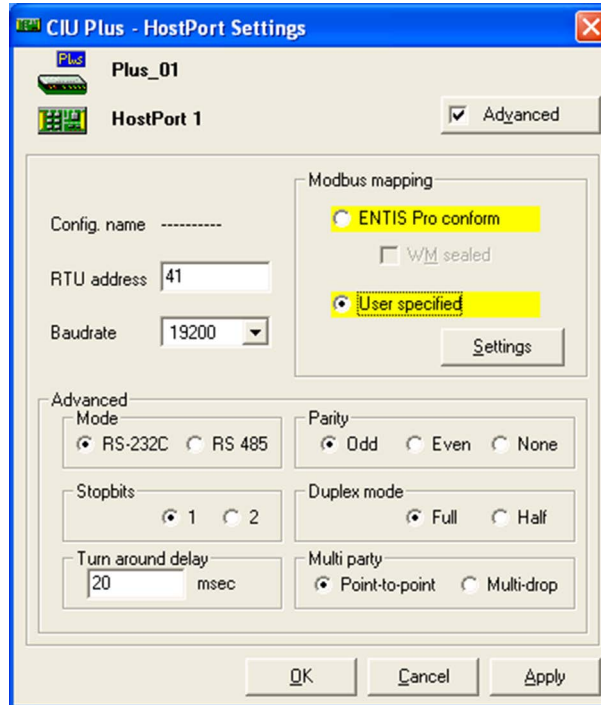 CIU Plus - HostPort Settings
Plus
Plus_01
HostPort 1
Advanced
Modbus mapping
ENTIS Pro conform
WM sealed
User specified
Settings
Config. name ----------
RTU address 41
Baudrate 19200
Advanced
Mode
RS-232C RS 485
Parity
Odd Even None
Stopbits
1 2
Duplex mode
Full Half
Turn around delay
20 msec
Multi party
Point-to-point Multi-drop
OK Cancel Apply